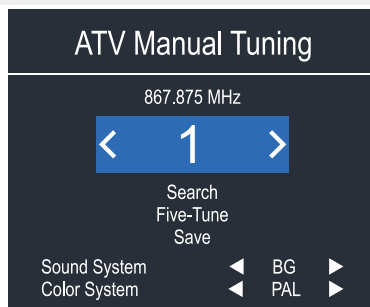 ATV Manual Tuning
867.875 MHz
1
Search
Five-Tune
Save
Sound System BG
Color System PAL